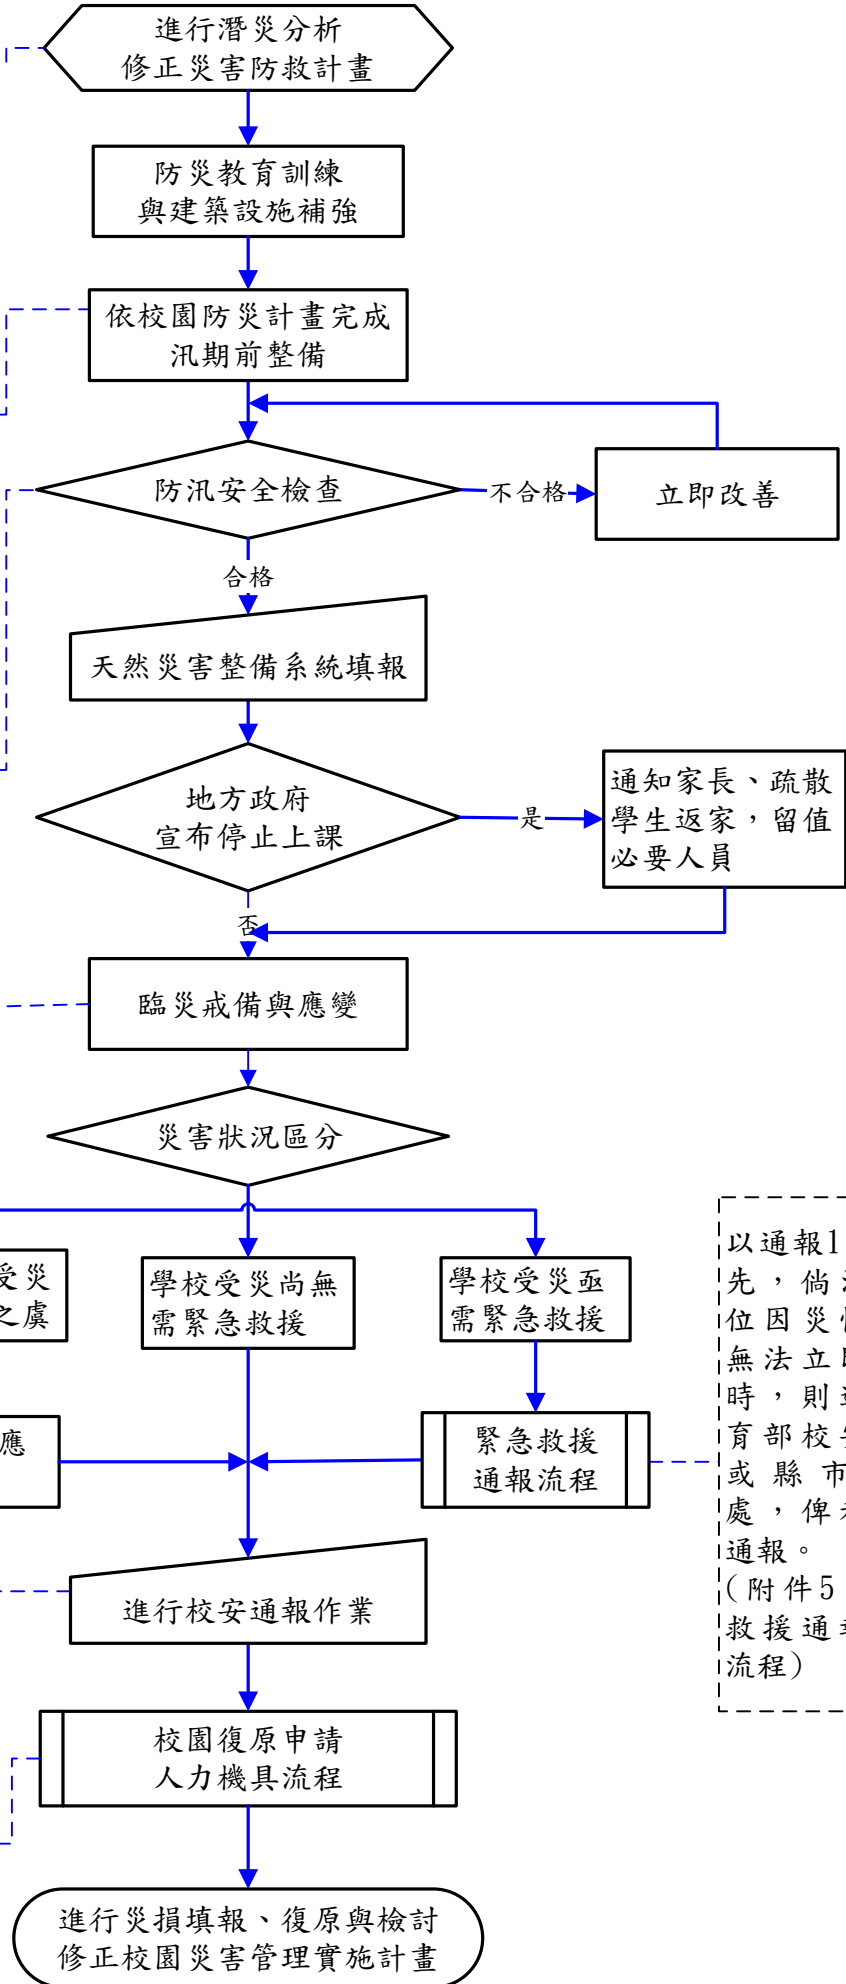 進行潛災分析
修正災害防救計畫
防災教育訓練
與建築設施補強
依校園防災計畫完成
汛期前整備
防汛安全檢查
不合格
立即改善
合格
天然災害整備系統填報
地方政府
宣布停止上課
是
通知家長、疏散
學生返家，留值
必要人員
否
臨災戒備與應變
災害狀況區分
受災
之虞
學校受災尚無
需緊急救援
學校受災亟
需緊急救援
應
緊急救援
通報流程
以通報1
先，倘
位因災
無法立
時，則
育部校
或縣市
處，俾
通報。
(附件5
救援通
流程)
進行校安通報作業
校園復原申請
人力機具流程
進行災損填報、復原與檢討
修正校園災害管理實施計畫